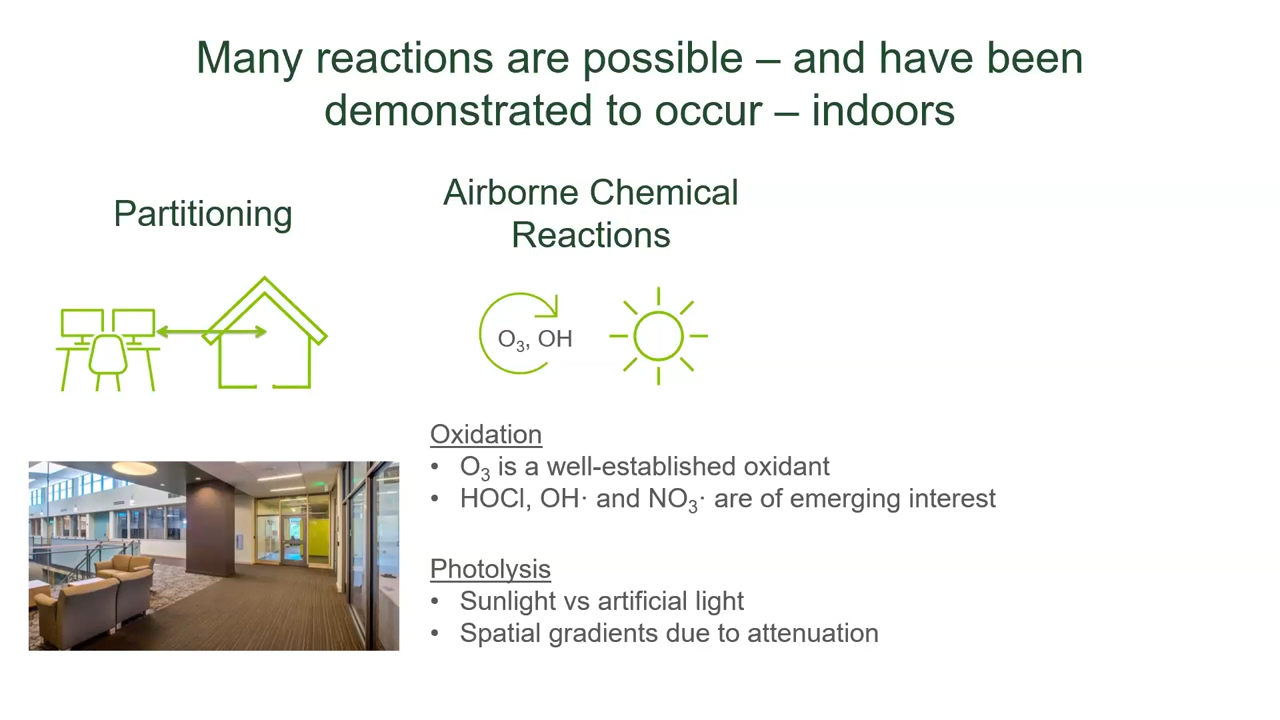 Many reactions are possible – and have been
demonstrated to occur – indoors
Partitioning
Airborne Chemical
Reactions
O₃, OH
Oxidation
• O₃ is a well-established oxidant
• HOCl, OH· and NO₃· are of emerging interest
Photolysis
• Sunlight vs artificial light
• Spatial gradients due to attenuation